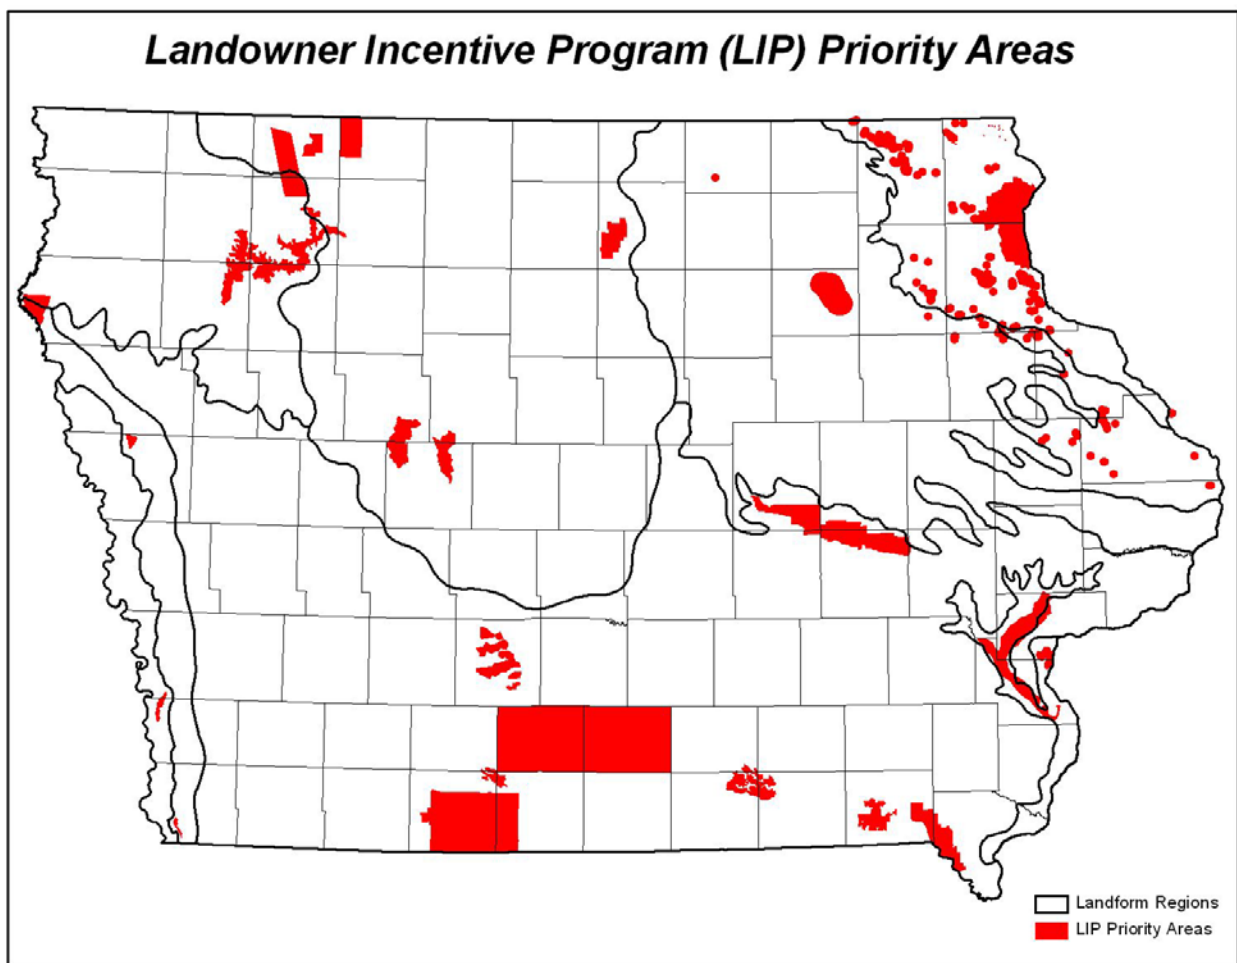 Landowner Incentive Program (LIP) Priority Areas
Landform Regions
LIP Priority Areas